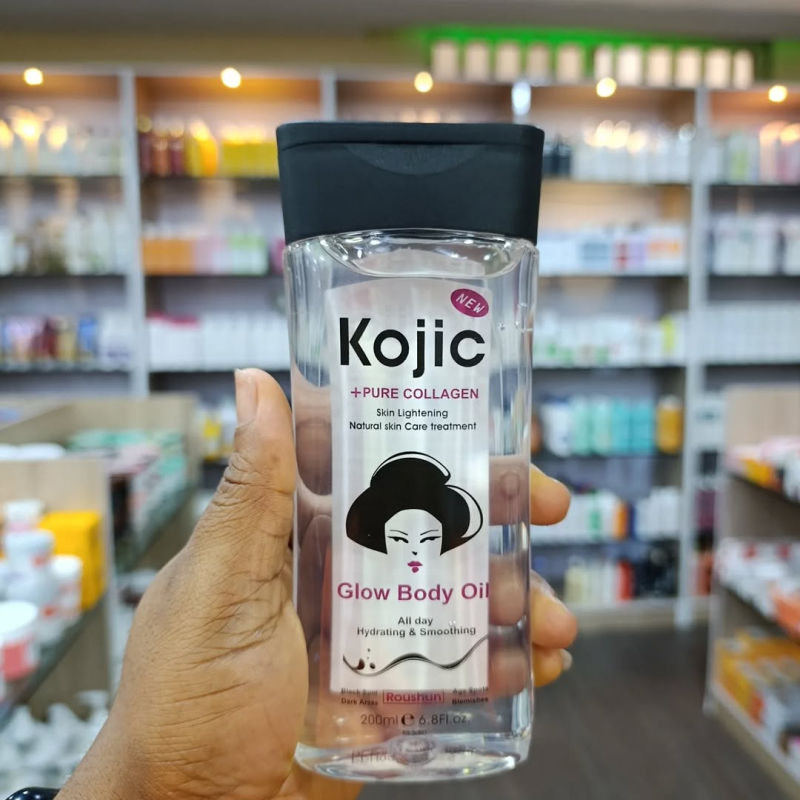 NEW
Kojic
+PURE COLLAGEN
Skin Lightening
Natural skin Care treatment
Glow Body Oil
All day
Hydrating & Smoothing
Black Spot Roushun Age Spots
Dark Areas Blemishes
200ml ℮ 6.8Fl.oz